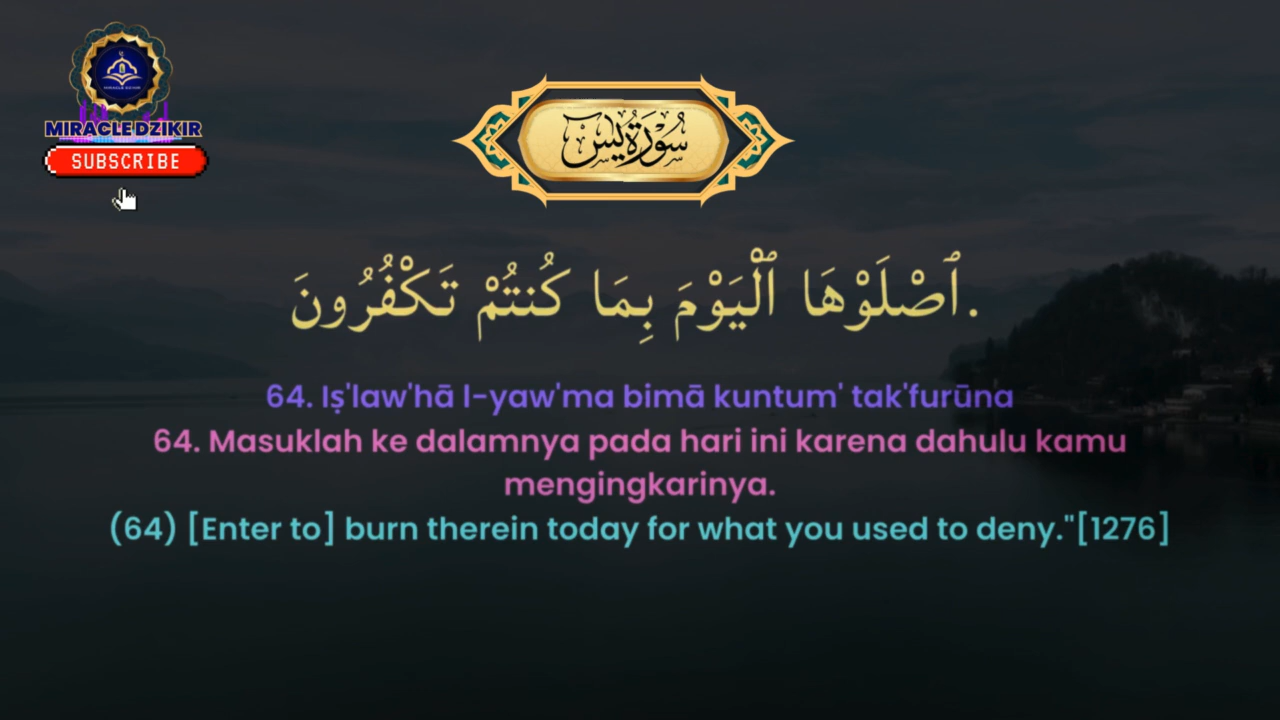 MIRACLEDZIKIR
SUBSCRIBE
سُورَةُ يس
.ٱصْلَوْهَا ٱلْيَوْمَ بِمَا كُنتُمْ تَكْفُرُونَ
64. Iṣ'law'hā l-yaw'ma bimā kuntum' tak'furūna
64. Masuklah ke dalamnya pada hari ini karena dahulu kamu
mengingkarinya.
(64) [Enter to] burn therein today for what you used to deny."[1276]